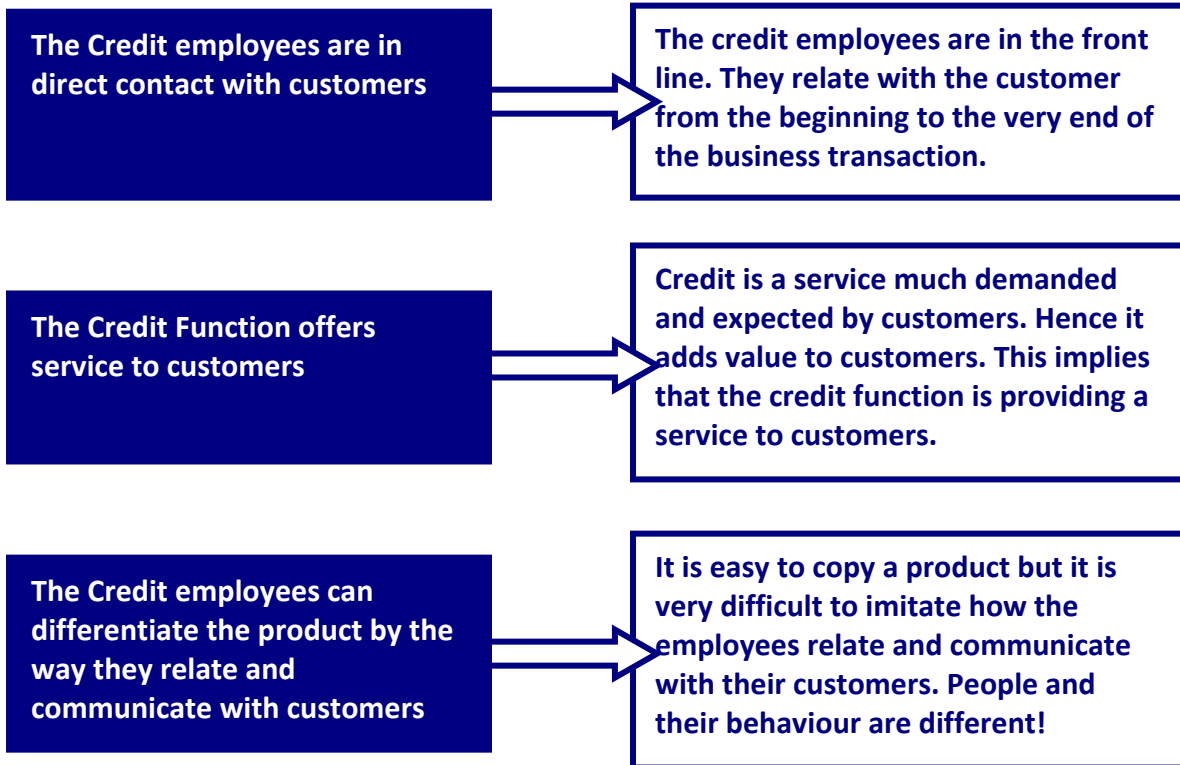 The Credit employees are in
direct contact with customers
The credit employees are in the front
line. They relate with the customer
from the beginning to the very end of
the business transaction.
The Credit Function offers
service to customers
Credit is a service much demanded
and expected by customers. Hence it
adds value to customers. This implies
that the credit function is providing a
service to customers.
The Credit employees can
differentiate the product by the
way they relate and
communicate with customers
It is easy to copy a product but it is
very difficult to imitate how the
employees relate and communicate
with their customers. People and
their behaviour are different!